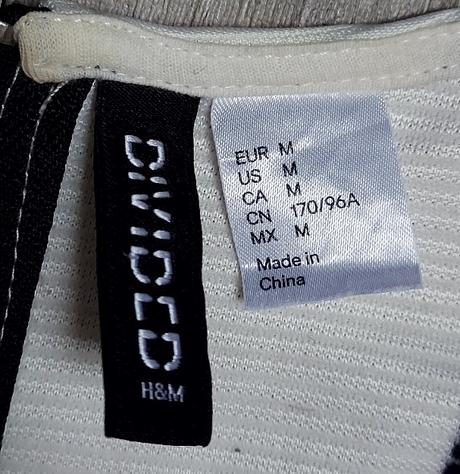 DIVIDED
H&M
EUR M
US M
CA M
CN 170/96A
MX M
Made in
China